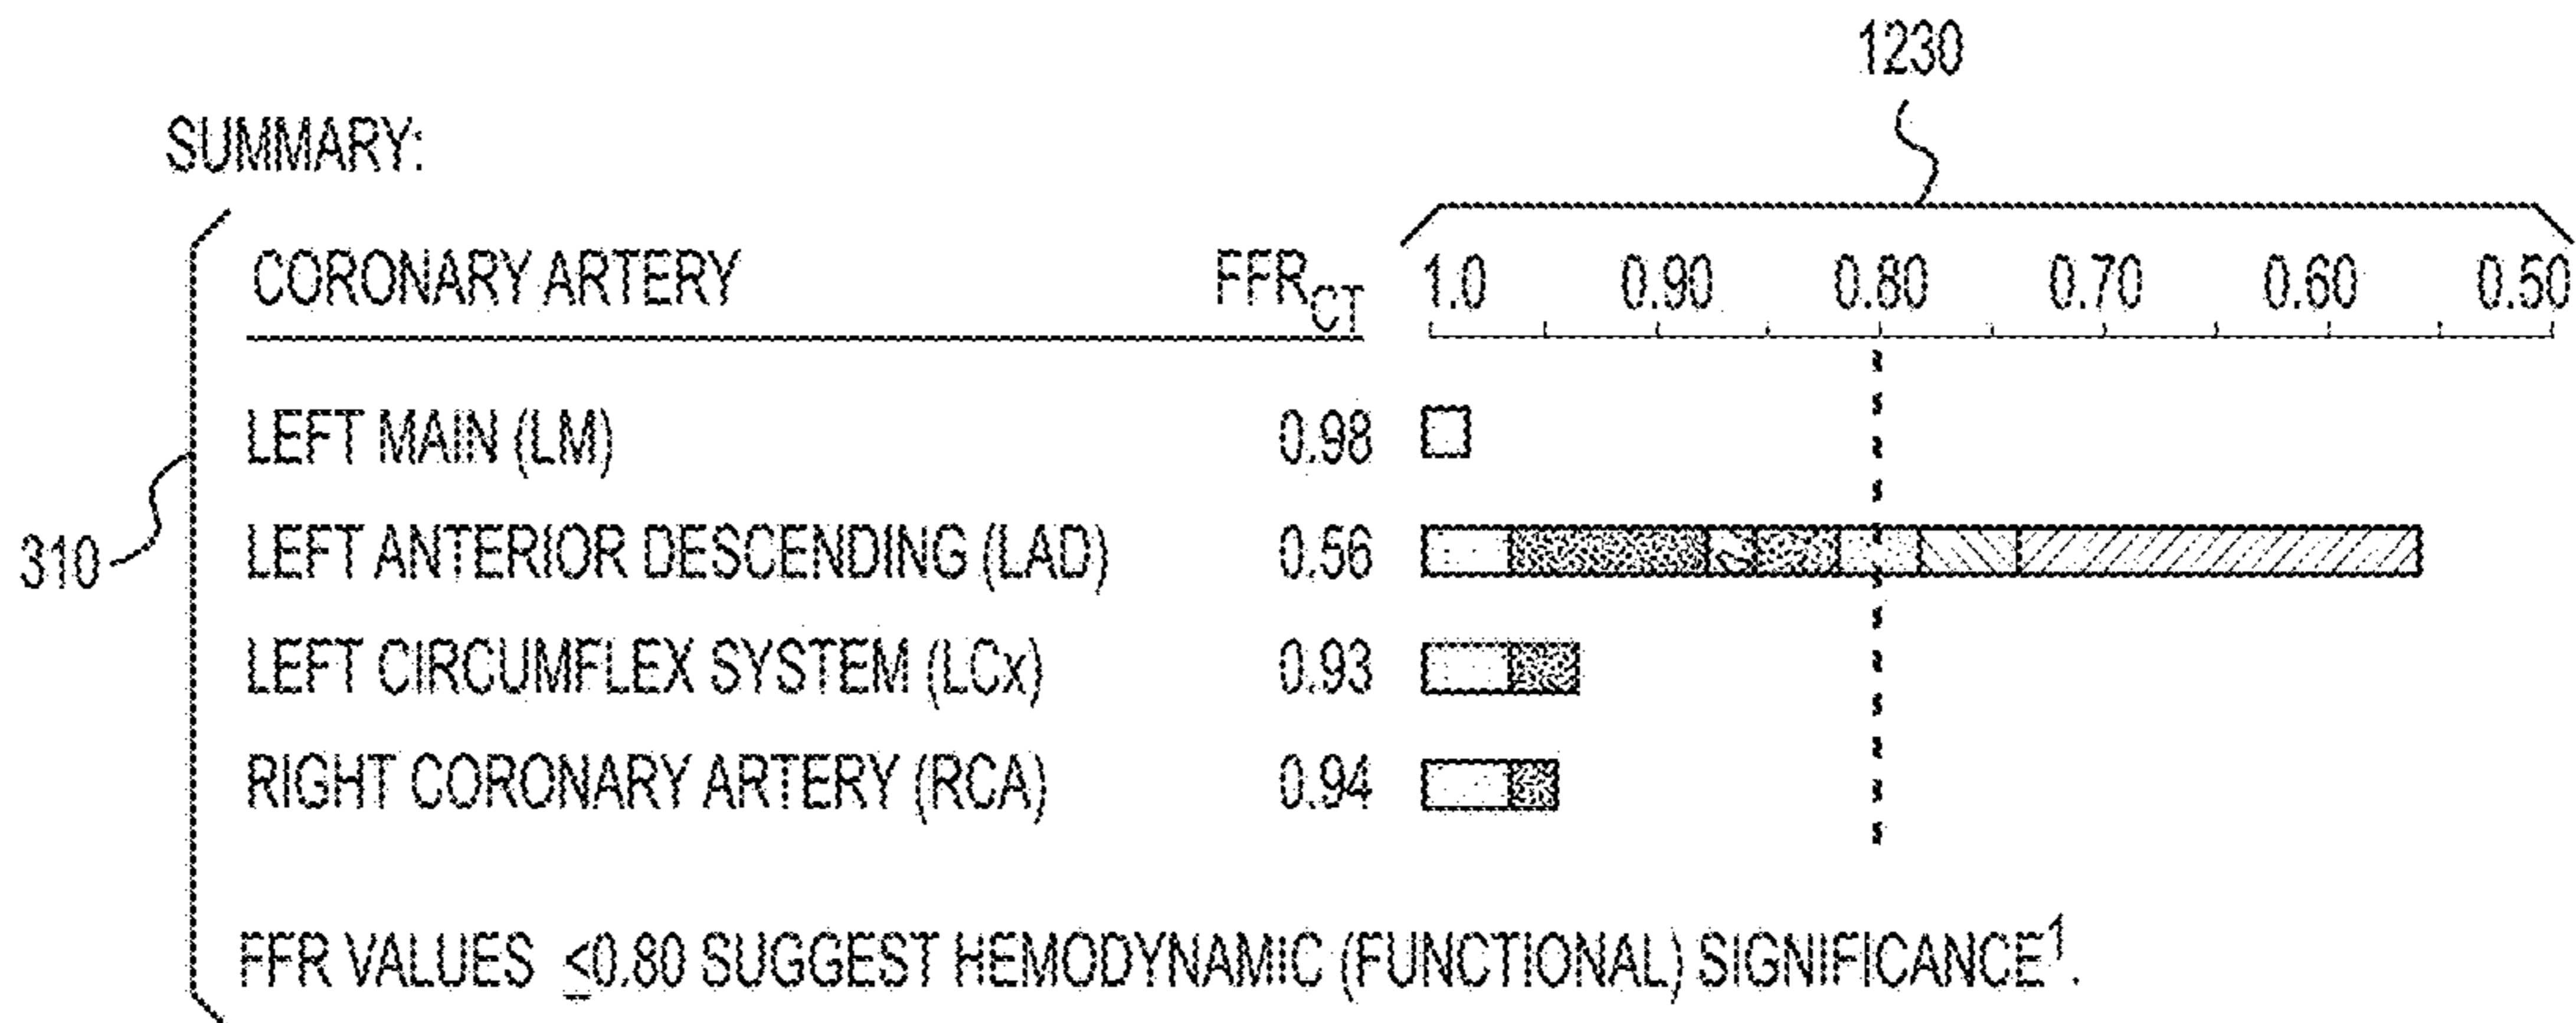 1230
SUMMARY:
CORONARY ARTERY FFRCT 1.0 0.90 0.80 0.70 0.60 0.50
LEFT MAIN (LM) 0.98
LEFT ANTERIOR DESCENDING (LAD) 0.56
310
LEFT CIRCUMFLEX SYSTEM (LCx) 0.93
RIGHT CORONARY ARTERY (RCA) 0.94
FFR VALUES ≤0.80 SUGGEST HEMODYNAMIC (FUNCTIONAL) SIGNIFICANCE¹.